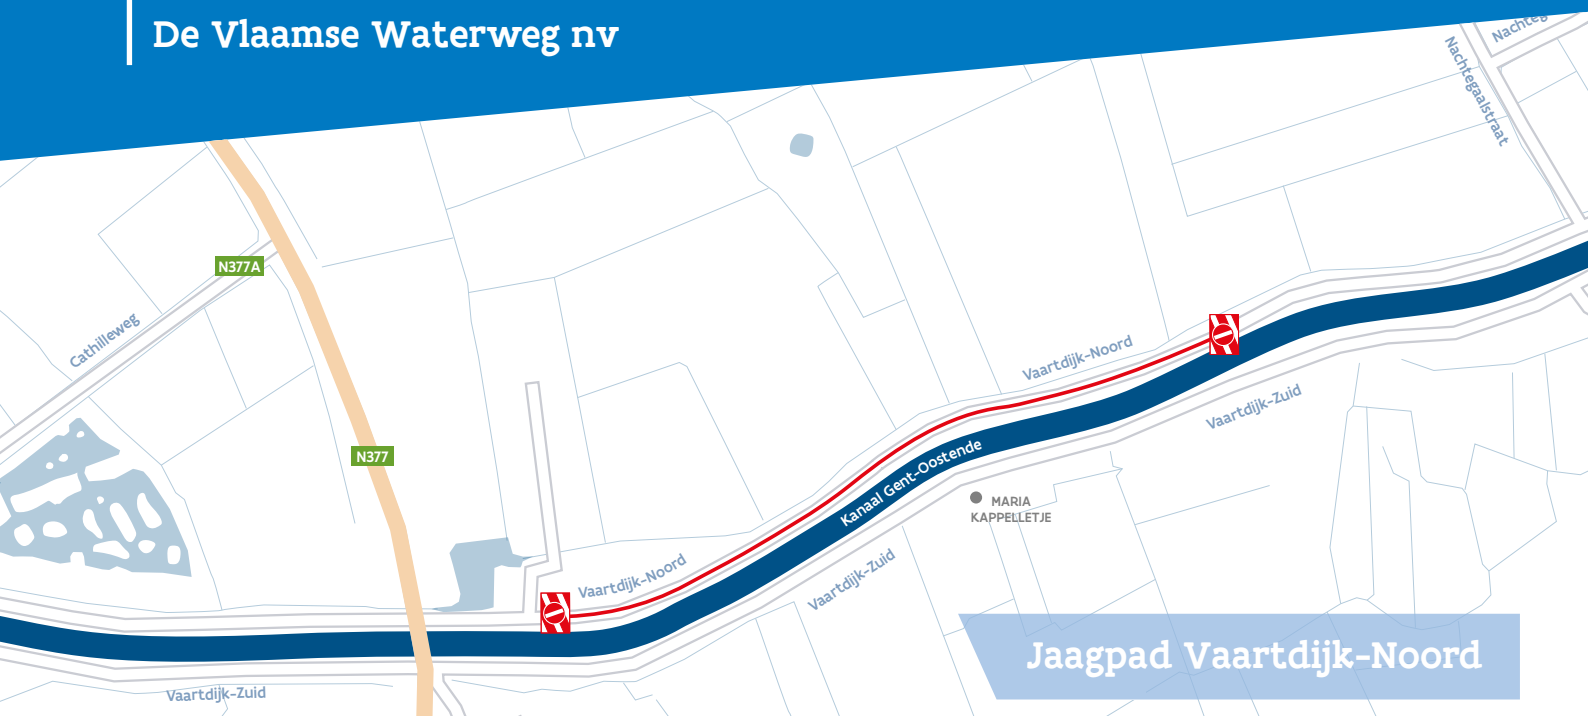 De Vlaamse Waterweg nv
Nachtegaalstraat
N377A
Cathilleweg
Vaartdijk-Noord
Vaartdijk-Zuid
N377
Kanaal Gent-Oostende
MARIA
KAPPELLETJE
Vaartdijk-Noord
Vaartdijk-Zuid
Jaagpad Vaartdijk-Noord
Vaartdijk-Zuid